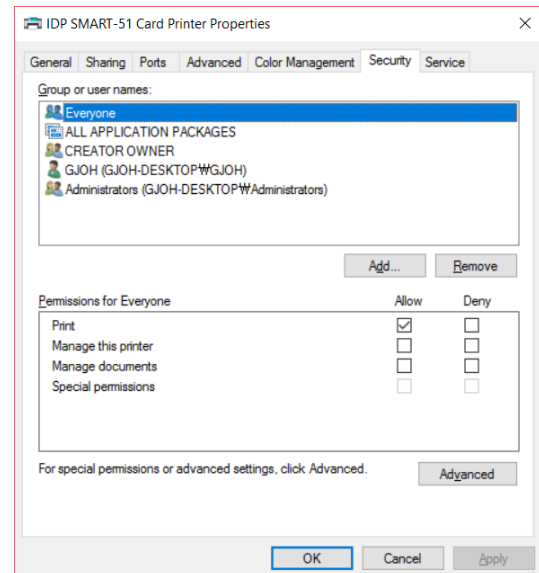 IDP SMART-51 Card Printer Properties
General Sharing Ports Advanced Color Management Security Service
Group or user names:
Everyone
ALL APPLICATION PACKAGES
CREATOR OWNER
GJOH (GJOH-DESKTOP₩GJOH)
Administrators (GJOH-DESKTOP₩Administrators)
Add... Remove
Permissions for Everyone Allow Deny
Print
Manage this printer
Manage documents
Special permissions
For special permissions or advanced settings, click Advanced. Advanced
OK Cancel Apply